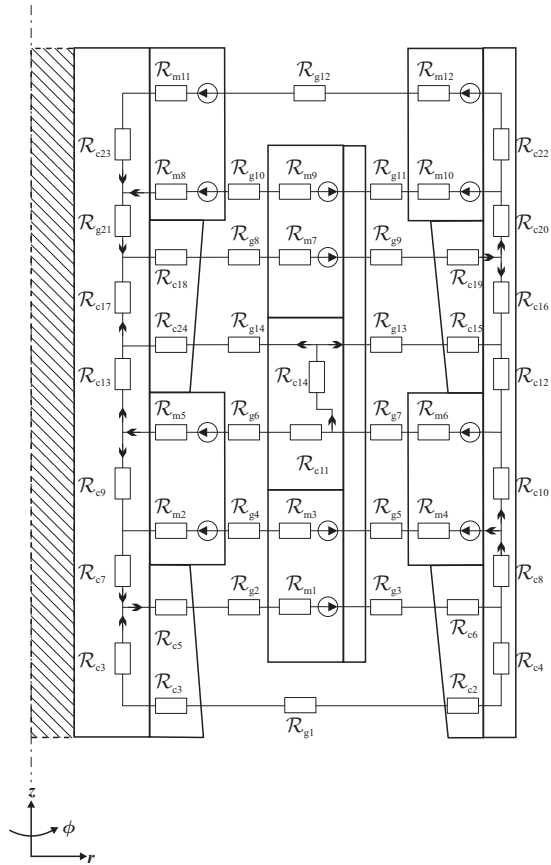 R_m11 R_g12 R_m12
R_c23 R_c22
R_m8 R_g10 R_m9 R_g11 R_m10
R_g21 R_c20
R_g8 R_m7 R_g9
R_c18 R_c19
R_c17 R_c16
R_c24 R_g14 R_g13 R_c15
R_c13 R_c14 R_c12
R_m5 R_g6 R_g7 R_m6
R_c11
R_c9 R_c10
R_m2 R_g4 R_m3 R_g5 R_m4
R_c7 R_c8
R_g2 R_m1 R_g3
R_c5 R_c6
R_c3 R_c4
R_c3 R_c2
R_g1
z
ϕ
r